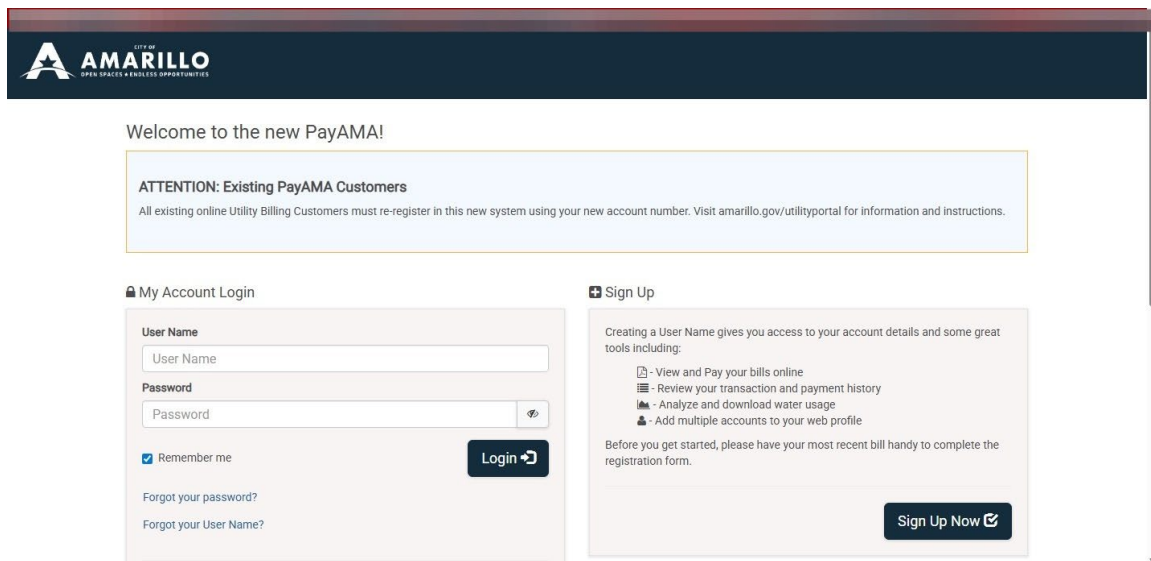 CITY OF
AMARILLO
OPEN SPACES ★ ENDLESS OPPORTUNITIES
Welcome to the new PayAMA!
ATTENTION: Existing PayAMA Customers
All existing online Utility Billing Customers must re-register in this new system using your new account number. Visit amarillo.gov/utilityportal for information and instructions.
My Account Login
User Name
User Name
Password
Password
Remember me
Login
Forgot your password?
Forgot your User Name?
Sign Up
Creating a User Name gives you access to your account details and some great
tools including:
- View and Pay your bills online
- Review your transaction and payment history
- Analyze and download water usage
- Add multiple accounts to your web profile
Before you get started, please have your most recent bill handy to complete the
registration form.
Sign Up Now